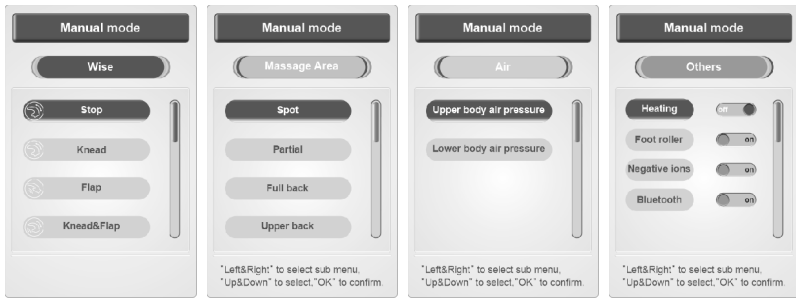 Manual mode
Wise
Stop
Knead
Flap
Knead&Flap
Manual mode
Massage Area
Spot
Partial
Full back
Upper back
"Left&Right" to select sub menu,
"Up&Down" to select,"OK" to confirm.
Manual mode
Air
Upper body air pressure
Lower body air pressure
"Left&Right" to select sub menu,
"Up&Down" to select,"OK" to confirm.
Manual mode
Others
Heating off
Foot roller on
Negative ions on
Bluetooth on
"Left&Right" to select sub menu,
"Up&Down" to select,"OK" to confirm.